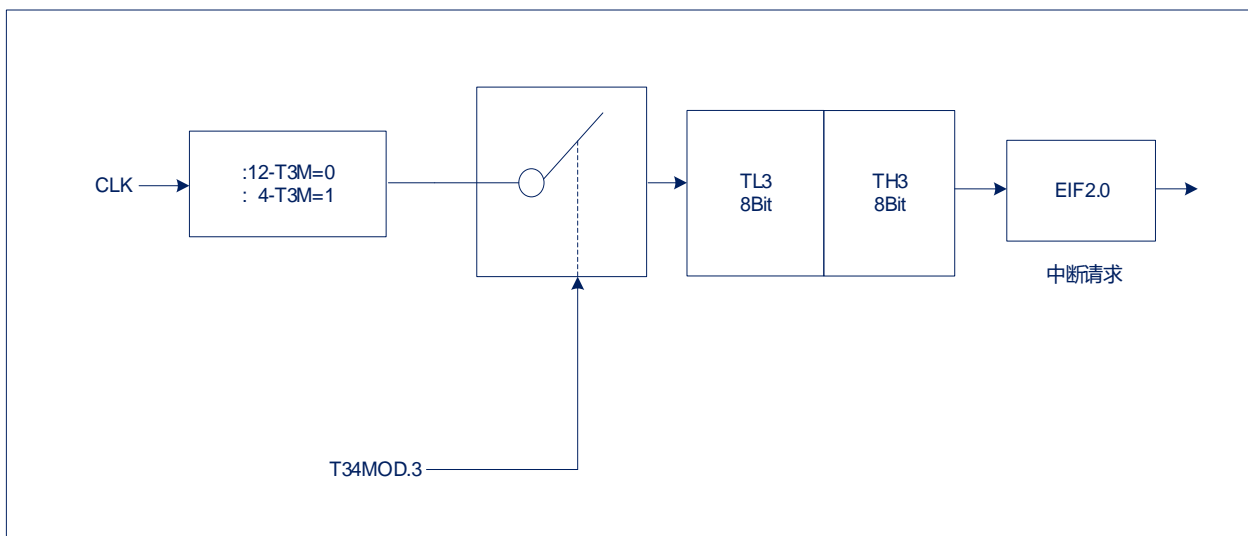 CLK
:12-T3M=0
: 4-T3M=1
TL3
8Bit
TH3
8Bit
EIF2.0
中断请求
T34MOD.3